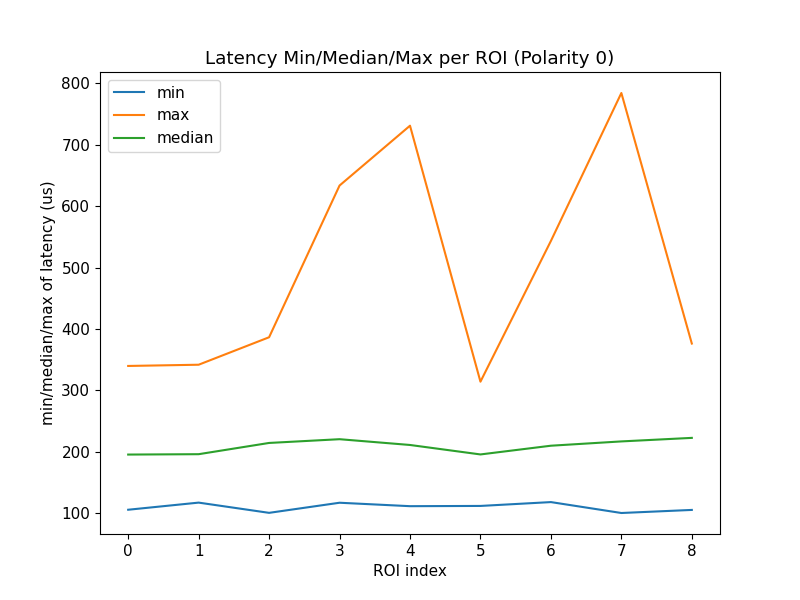 Latency Min/Median/Max per ROI (Polarity 0)
min
max
median
800
700
600
500
400
300
200
100
min/median/max of latency (us)
0 1 2 3 4 5 6 7 8
ROI index